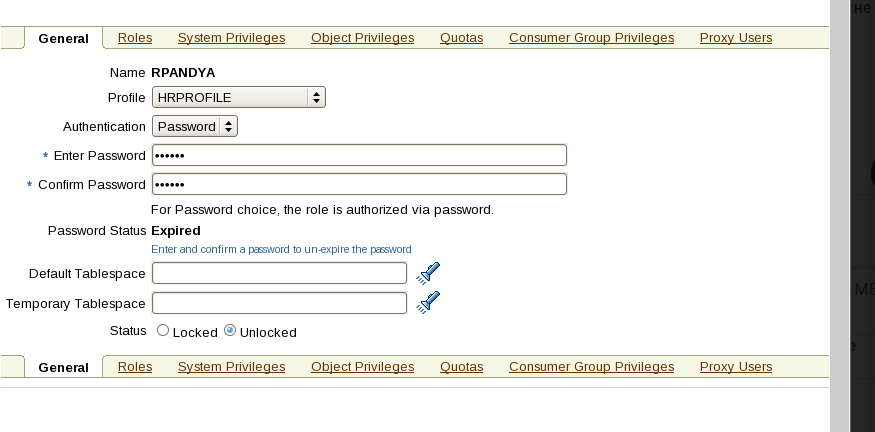 General Roles System Privileges Object Privileges Quotas Consumer Group Privileges Proxy Users
Name RPANDYA
Profile HRPROFILE
Authentication Password
* Enter Password ••••••
* Confirm Password ••••••
For Password choice, the role is authorized via password.
Password Status Expired
Enter and confirm a password to un-expire the password
Default Tablespace
Temporary Tablespace
Status Locked Unlocked
General Roles System Privileges Object Privileges Quotas Consumer Group Privileges Proxy Users